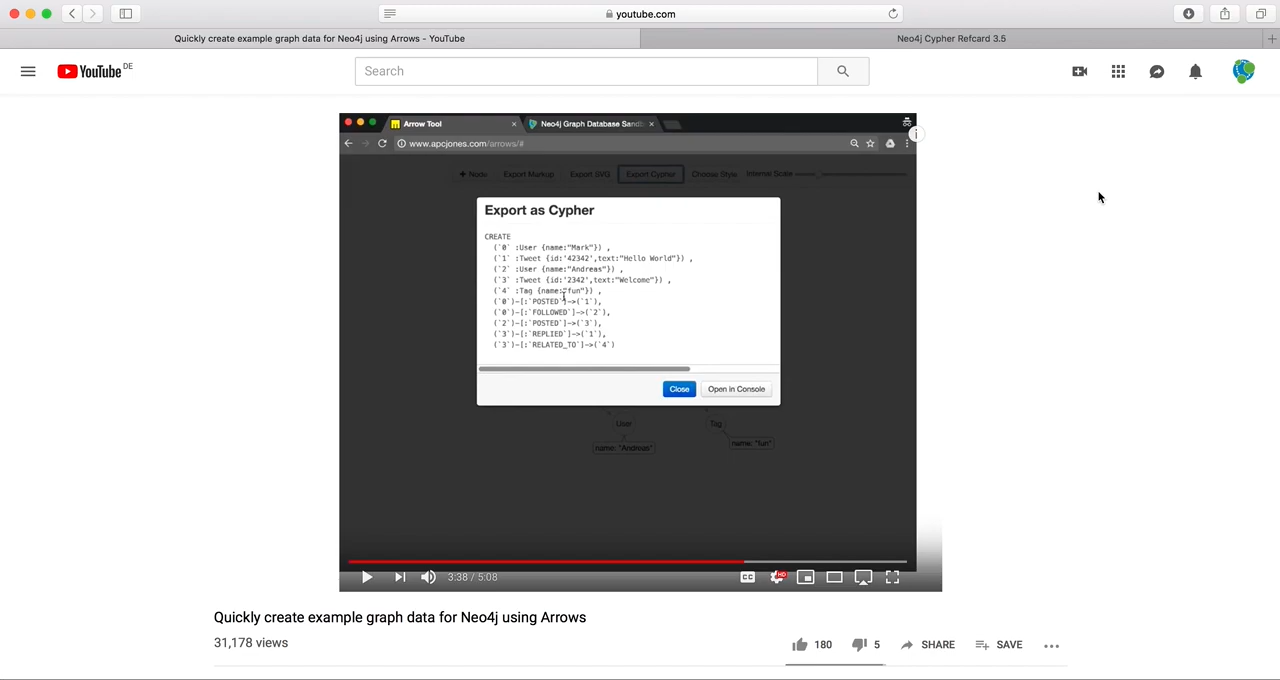 youtube.com
Quickly create example graph data for Neo4j using Arrows - YouTube
Neo4j Cypher Refcard 3.5
YouTube DE
Search
Arrow Tool
Neo4j Graph Database Sandb
www.apcjones.com/arrows/#
+ Node Export Markup Export SVG Export Cypher Choose Style Internal Scale
Export as Cypher
CREATE
(`0` :User {name:"Mark"}) ,
(`1` :Tweet {id:'42342',text:"Hello World"}) ,
(`2` :User {name:"Andreas"}) ,
(`3` :Tweet {id:'2342',text:"Welcome"}) ,
(`4` :Tag {name:"fun"}) ,
(`0`)-[:`POSTED`]->(`1`),
(`0`)-[:`FOLLOWED`]->(`2`),
(`2`)-[:`POSTED`]->(`3`),
(`3`)-[:`REPLIED`]->(`1`),
(`3`)-[:`RELATED_TO`]->(`4`)
Close Open in Console
User Tag
name: "Andreas" name: "fun"
3:38 / 5:08
CC HD
Quickly create example graph data for Neo4j using Arrows
31,178 views
180 5 SHARE SAVE